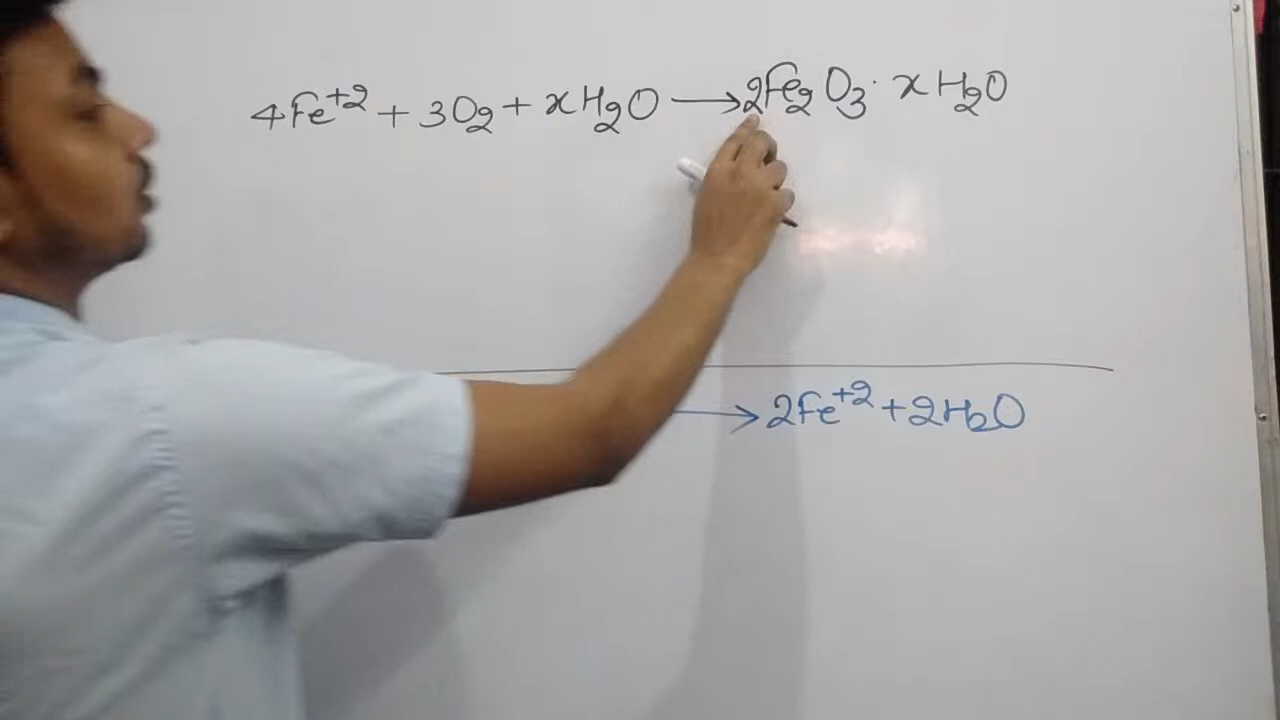 4Fe⁺² + 3O₂ + xH₂O ⟶ 2Fe₂O₃ · xH₂O
⟶ 2Fe⁺² + 2H₂O